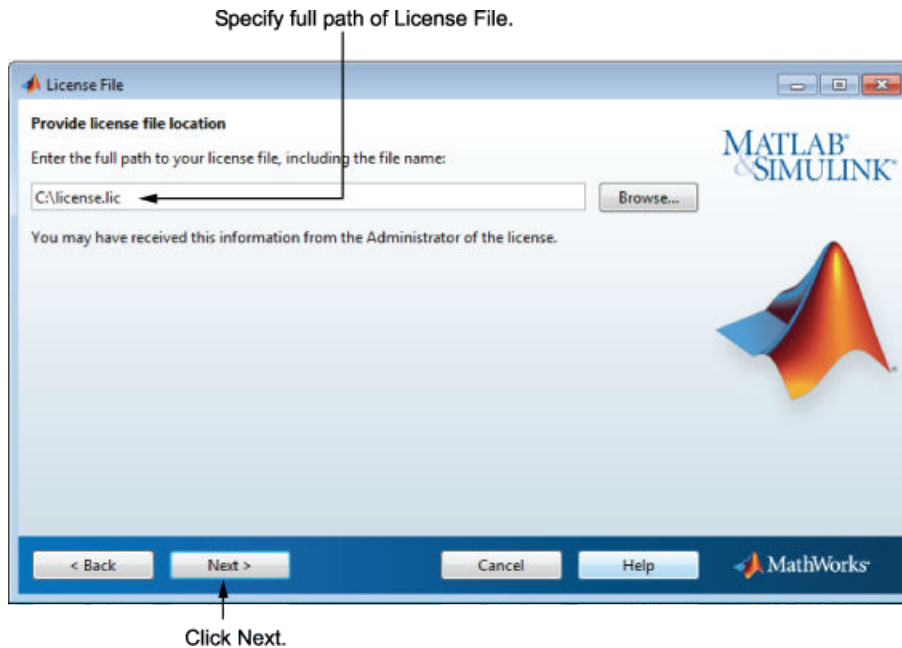 Specify full path of License File.
License File
Provide license file location
Enter the full path to your license file, including the file name:
MATLAB®
&SIMULINK®
C:\license.lic
Browse...
You may have received this information from the Administrator of the license.
< Back
Next >
Cancel
Help
MathWorks®
Click Next.